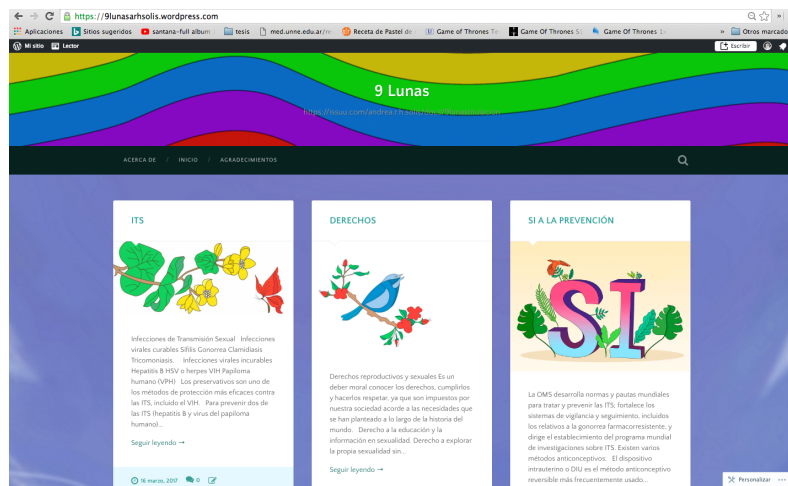 https://9lunasarhsolis.wordpress.com
Aplicaciones
Sitios sugeridos
santana-full album
tesis
med.unne.edu.ar/re
Receta de Pastel de
Game of Thrones Te
Game Of Thrones S1
Game Of Thrones 1x
»
Otros marcado
Mi sitio
Lector
Escribir
9 Lunas
ACERCA DE / INICIO / AGRADECIMIENTOS
ITS
Infecciones de Transmisión Sexual Infecciones
virales curables Sífilis Gonorrea Clamidiasis
Tricomoniasis. Infecciones virales incurables
Hepatitis B HSV o herpes VIH Papiloma
humano (VPH) Los preservativos son uno de
los métodos de protección más eficaces contra
las ITS, incluido el VIH. Para prevenir dos de
las ITS (hepatitis B y virus del papiloma
humano)...
Seguir leyendo →
16 marzo, 2017
0
DERECHOS
Derechos reproductivos y sexuales Es un
deber moral conocer los derechos, cumplirlos
y hacerlos respetar, ya que son impuestos por
nuestra sociedad acorde a las necesidades que
se han planteado a lo largo de la historia del
mundo. Derecho a la educación y la
información en sexualidad. Derecho a explorar
la propia sexualidad sin...
Seguir leyendo →
SI A LA PREVENCIÓN
SI
La OMS desarrolla normas y pautas mundiales
para tratar y prevenir las ITS; fortalece los
sistemas de vigilancia y seguimiento, incluidos
los relativos a la gonorrea farmacorresistente, y
dirige el establecimiento del programa mundial
de investigaciones sobre ITS. Existen varios
métodos anticonceptivos. El dispositivo
intrauterino o DIU es el método anticonceptivo
reversible más frecuentemente usado...
Personalizar